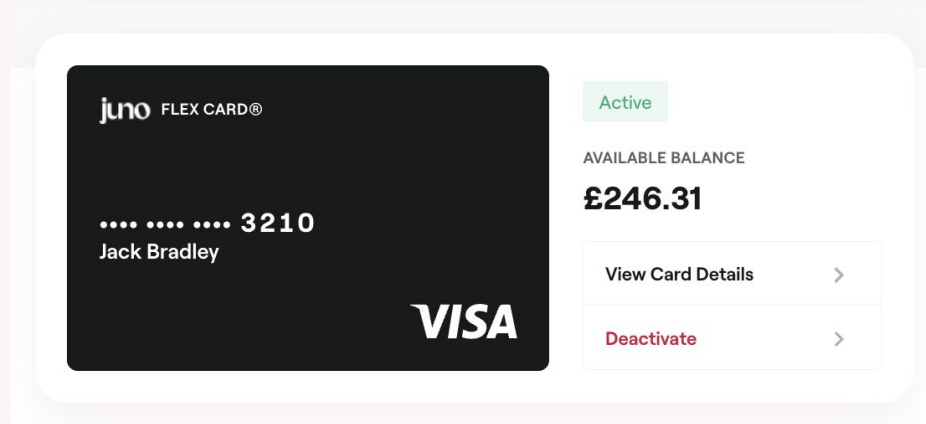 juno FLEX CARD®
•••• •••• •••• 3210
Jack Bradley
VISA
Active
AVAILABLE BALANCE
£246.31
View Card Details
Deactivate